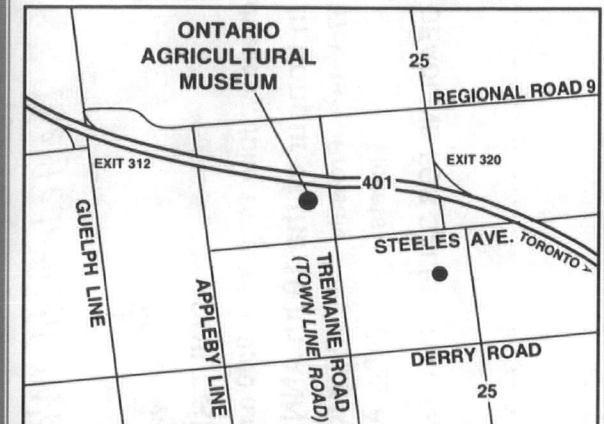 ONTARIO
AGRICULTURAL
MUSEUM
25
REGIONAL ROAD 9
EXIT 312
EXIT 320
401
GUELPH LINE
STEELES AVE.
TORONTO
APPLEBY LINE
TREMAINE ROAD
(TOWN LINE ROAD)
DERRY ROAD
25